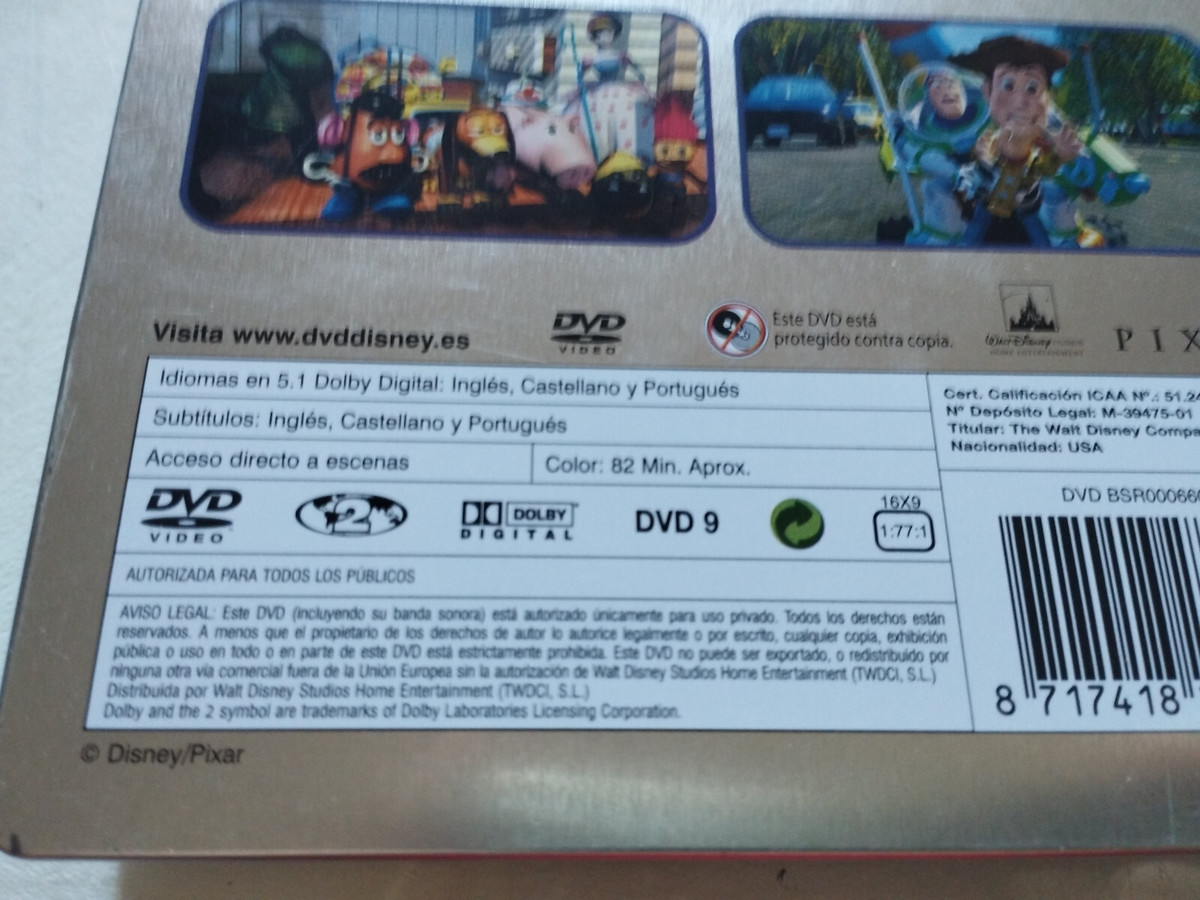 Visita www.dvddisney.es
DVD
VIDEO
Este DVD está
protegido contra copia.
WALT DISNEY
HOME ENTERTAINMENT
PIX
Idiomas en 5.1 Dolby Digital: Inglés, Castellano y Portugués
Subtítulos: Inglés, Castellano y Portugués
Acceso directo a escenas
Color: 82 Min. Aprox.
Cert. Calificación ICAA Nº.: 51.24
Nº Depósito Legal: M-39475-01
Titular: The Walt Disney Compa
Nacionalidad: USA
DVD
VIDEO
2
DOLBY
DIGITAL
DVD 9
16X9
1:77:1
DVD BSR000660
AUTORIZADA PARA TODOS LOS PÚBLICOS
AVISO LEGAL: Este DVD (incluyendo su banda sonora) está autorizado únicamente para uso privado. Todos los derechos están
reservados. A menos que el propietario de los derechos de autor lo autorice legalmente o por escrito, cualquier copia, exhibición
pública o uso en todo o en parte de este DVD está estrictamente prohibida. Este DVD no puede ser exportado, o redistribuido por
ninguna otra vía comercial fuera de la Unión Europea sin la autorización de Walt Disney Studios Home Entertainment (TWDCI, S.L.)
Distribuida por Walt Disney Studios Home Entertainment (TWDCI, S.L.)
Dolby and the 2 symbol are trademarks of Dolby Laboratories Licensing Corporation.
8 717418
© Disney/Pixar